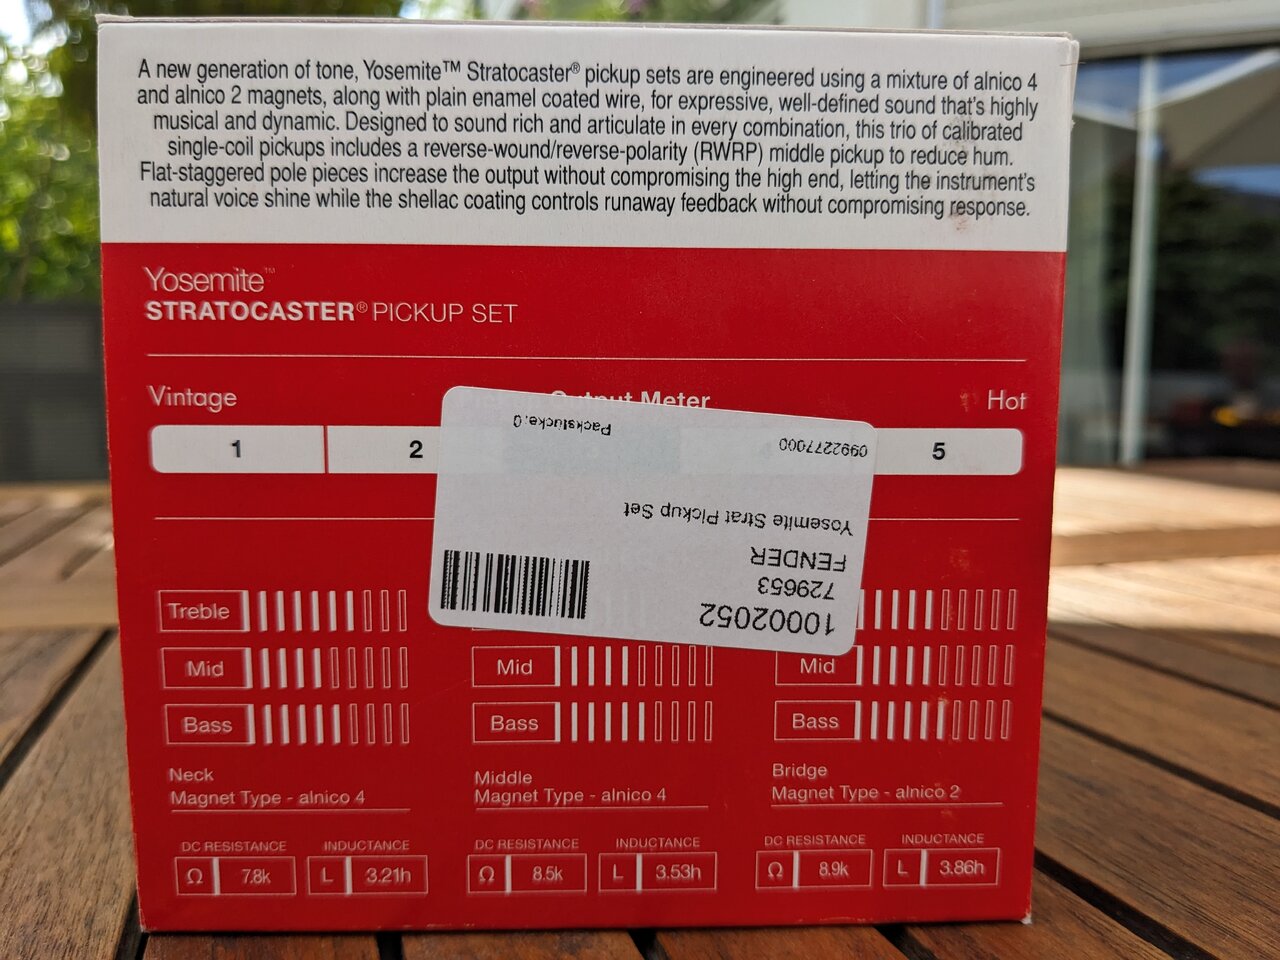 A new generation of tone, Yosemite™ Stratocaster® pickup sets are engineered using a mixture of alnico 4
and alnico 2 magnets, along with plain enamel coated wire, for expressive, well-defined sound that's highly
musical and dynamic. Designed to sound rich and articulate in every combination, this trio of calibrated
single-coil pickups includes a reverse-wound/reverse-polarity (RWRP) middle pickup to reduce hum.
Flat-staggered pole pieces increase the output without compromising the high end, letting the instrument's
natural voice shine while the shellac coating controls runaway feedback without compromising response.
Yosemite™
STRATOCASTER® PICKUP SET
Vintage Output Meter Hot
1 2 5
10002052
729653
FENDER
Yosemite Strat Pickup Set
0992277000 Packstücke.0
Treble
Mid Mid Mid
Bass Bass Bass
Neck Middle Bridge
Magnet Type - alnico 4 Magnet Type - alnico 4 Magnet Type - alnico 2
DC RESISTANCE INDUCTANCE DC RESISTANCE INDUCTANCE DC RESISTANCE INDUCTANCE
Ω 7.8k L 3.21h Ω 8.5k L 3.53h Ω 8.9k L 3.86h